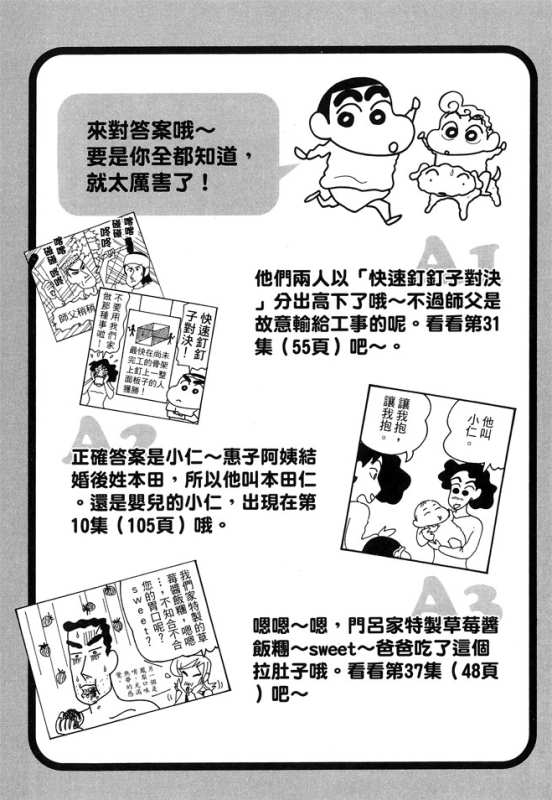 來對答案哦～
要是你全都知道，
就太厲害了！
A1
他們兩人以「快速釘釘子對決
」分出高下了哦～不過師父是
故意輸給工事的呢。看看第31
集（55頁）吧～。
喀喀
碰碰
咚咚
喀喀
碰碰
咚咚
師父稍稍
快速釘釘
子對決！
最快在尚未
完工的骨架
上釘上一整
面板子的人
獲勝！
不要用我們家
做那種事啦！
A2
正確答案是小仁～惠子阿姨結
婚後姓本田，所以他叫本田仁
。還是嬰兒的小仁，出現在第
10集（105頁）哦。
他叫
小仁。
讓我抱，
讓我抱。
A3
嗯嗯～嗯，門呂家特製草莓醬
飯糰～sweet～爸爸吃了這個
拉肚子哦。看看第37集（48頁
）吧～
我們家特製的草
莓醬飯糰，嗯嗯
…，不知合不合
您的胃口呢？
sweet